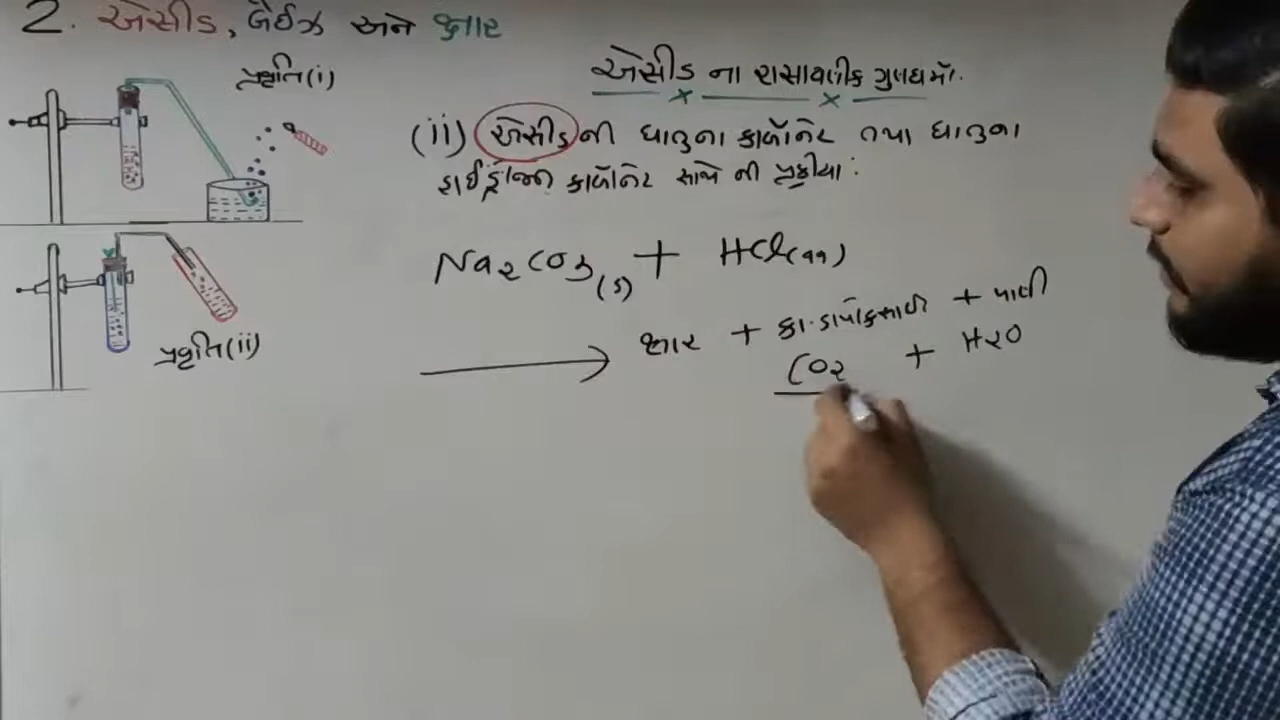 2. એસીડ, બેઈઝ અને ક્ષાર
પ્રવૃતિ(i)
એસીડ ના રાસાયણીક ગુણધર્મો.
(ii) એસીડની ધાતુના કાર્બોનેટ તથા ધાતુના
હાઈડ્રોજન કાર્બોનેટ સાથે ની પ્રક્રીયા:
Na2CO3(s) + HCl(aq)
ક્ષાર + કા.ડાયોક્સાઈડ + પાણી
CO2 + H2O
પ્રવૃતિ(ii)